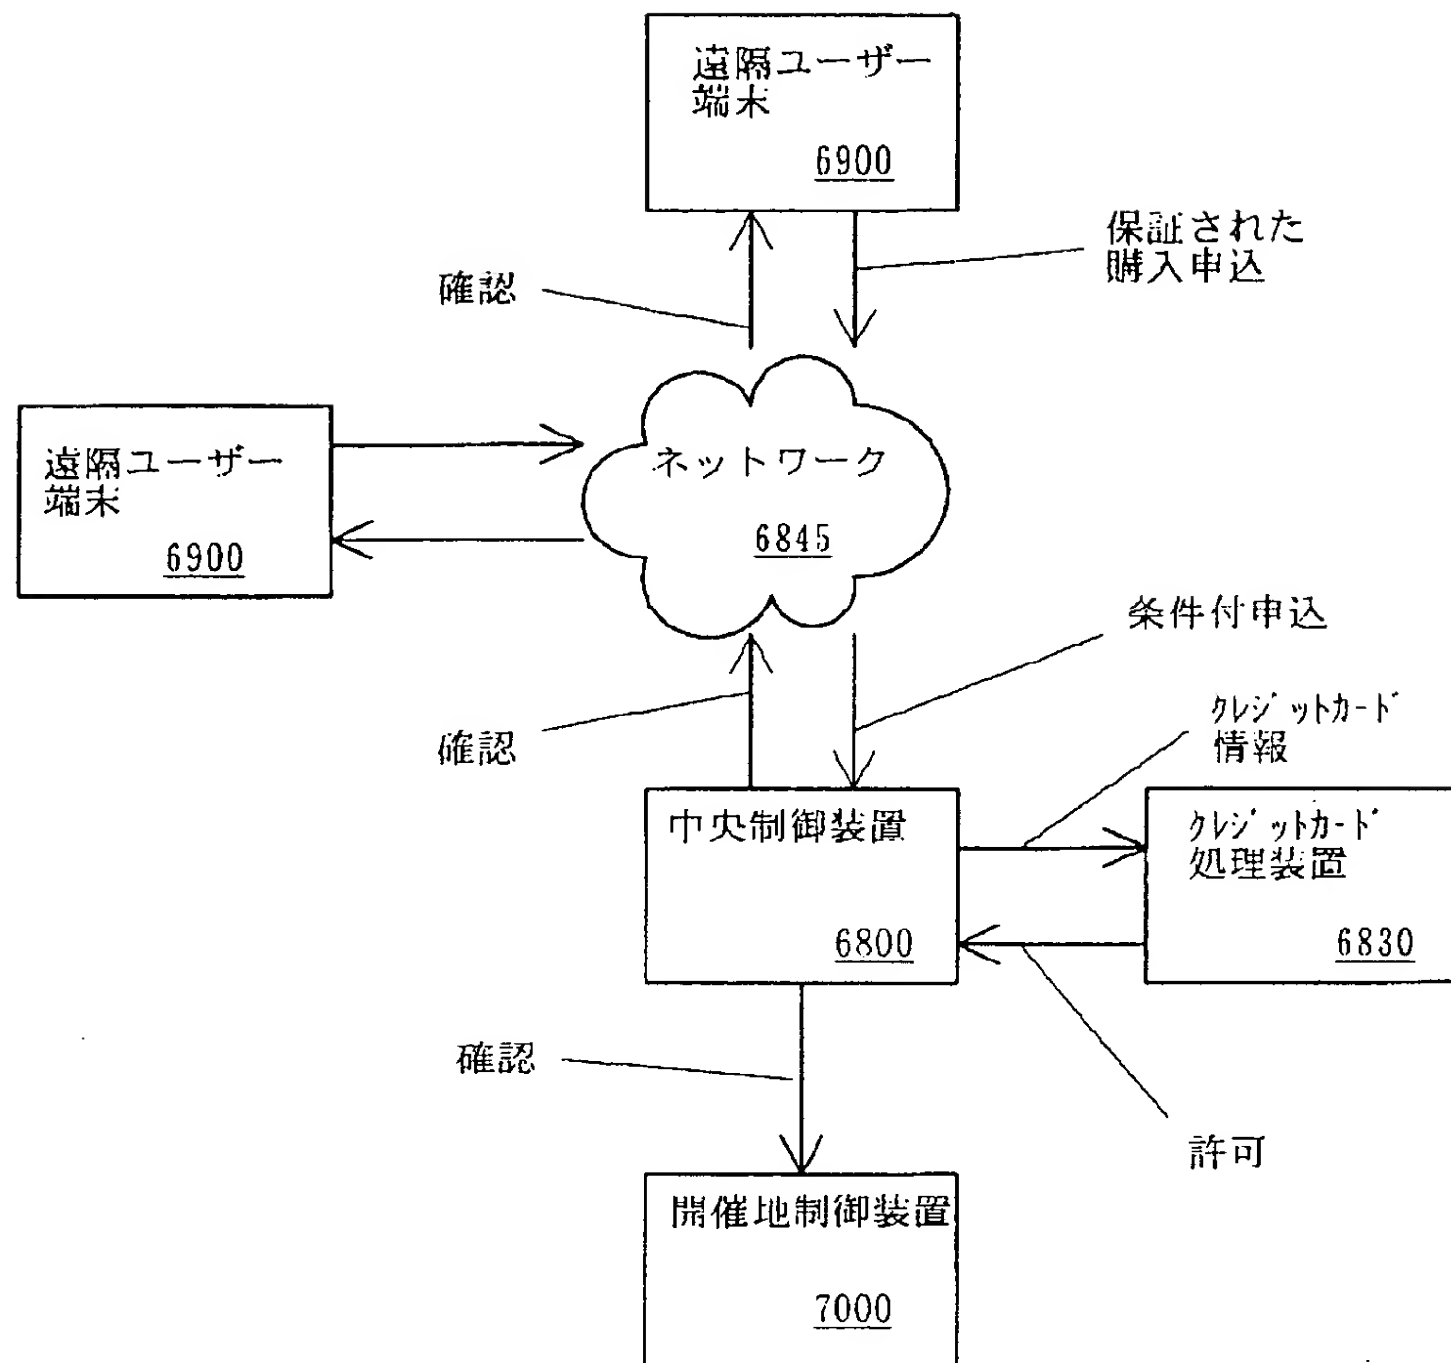 遠隔ユーザー
端末
6900
保証された
購入申込
確認
遠隔ユーザー
端末
6900
ネットワーク
6845
条件付申込
確認
ｸﾚｼﾞｯﾄｶｰﾄﾞ
情報
中央制御装置
6800
ｸﾚｼﾞｯﾄｶｰﾄﾞ
処理装置
6830
確認
許可
開催地制御装置
7000